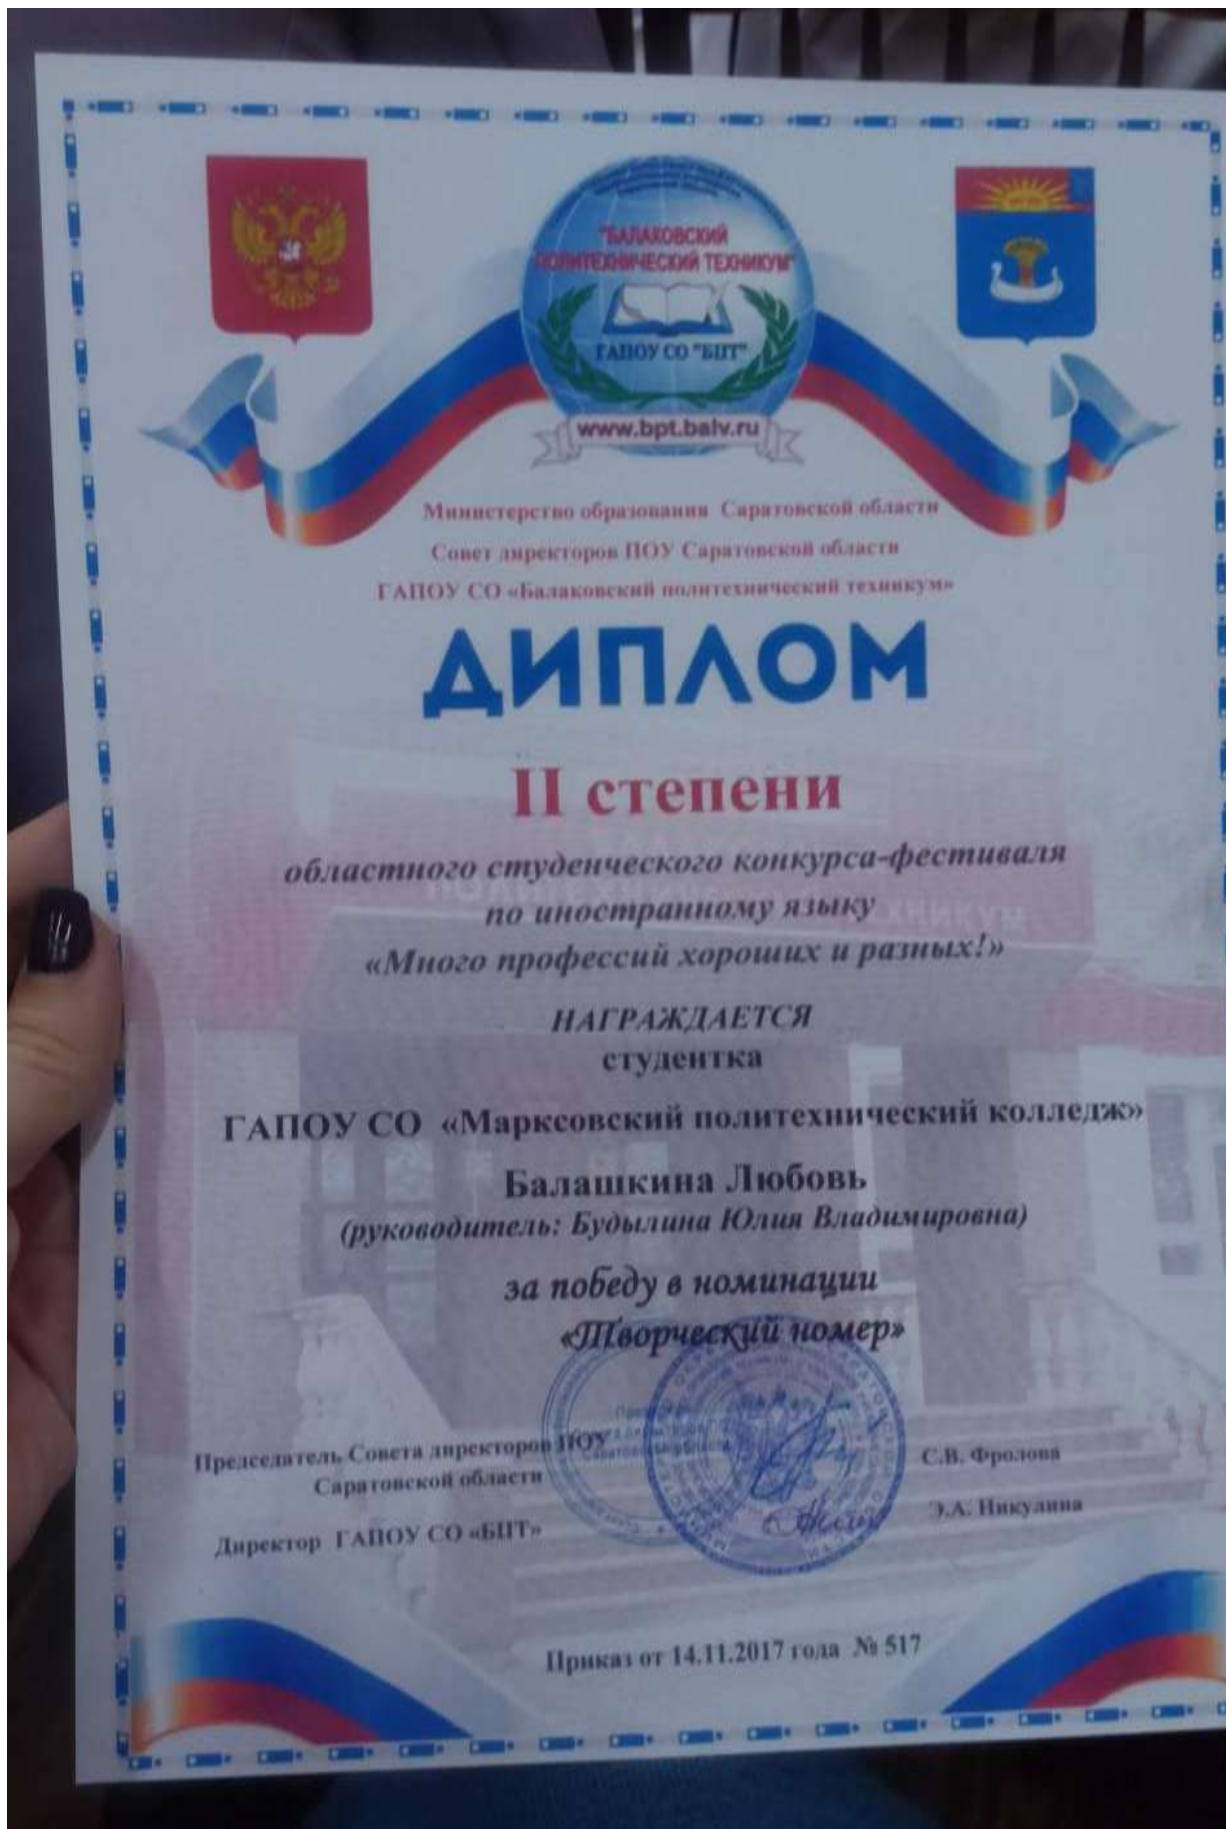 "БАЛАКОВСКИЙ
ПОЛИТЕХНИЧЕСКИЙ ТЕХНИКУМ"
ГАПОУ СО "БПТ"
www.bpt.balv.ru
Министерство образования Саратовской области
Совет директоров ПОУ Саратовской области
ГАПОУ СО «Балаковский политехнический техникум»
ДИПЛОМ
II степени
областного студенческого конкурса-фестиваля
по иностранному языку
«Много профессий хороших и разных!»
НАГРАЖДАЕТСЯ
студентка
ГАПОУ СО «Марксовский политехнический колледж»
Балашкина Любовь
(руководитель: Будылина Юлия Владимировна)
за победу в номинации
«Творческий номер»
Председатель Совета директоров ПОУ
Саратовской области
С.В. Фролова
Директор ГАПОУ СО «БПТ»
Э.А. Никулина
Приказ от 14.11.2017 года № 517